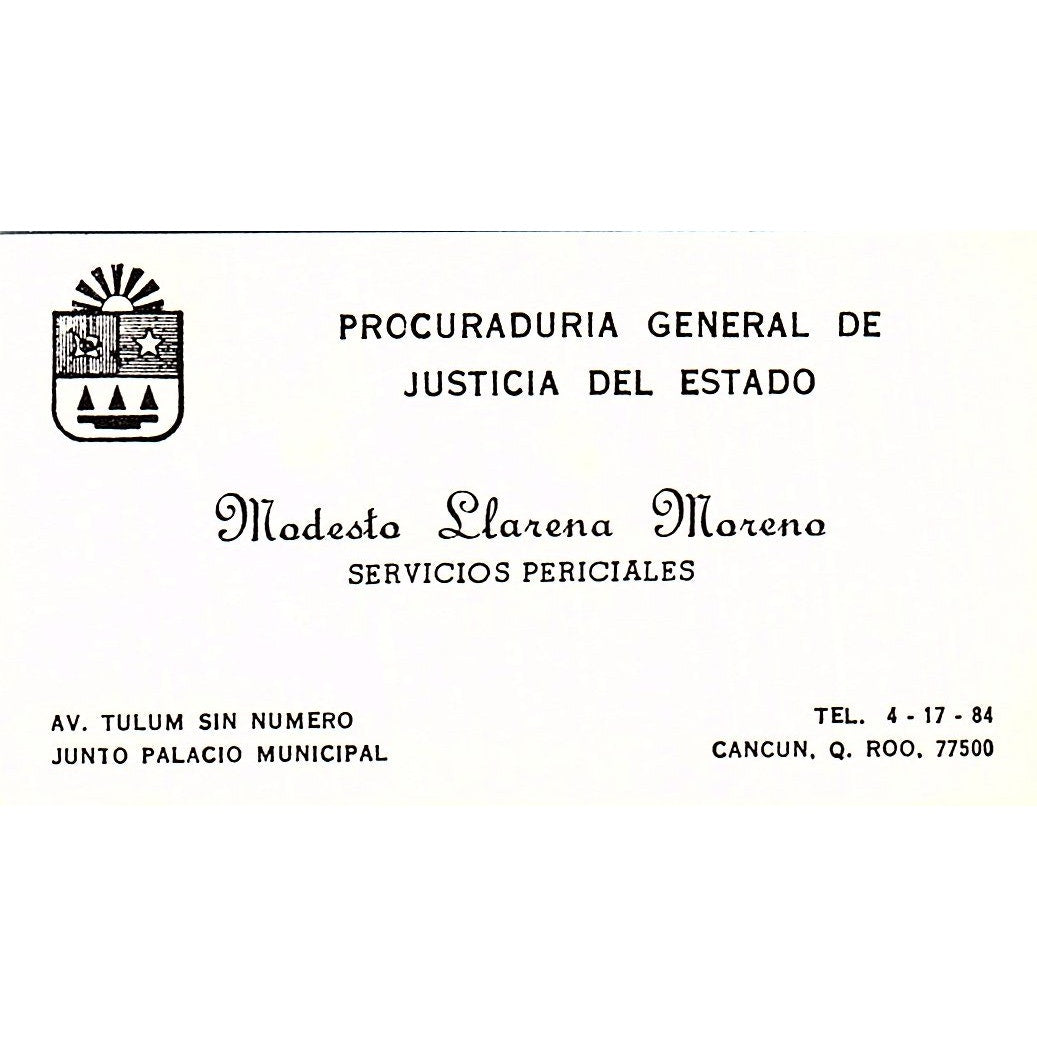 PROCURADURIA GENERAL DE
JUSTICIA DEL ESTADO
Modesto Llarena Moreno
SERVICIOS PERICIALES
AV. TULUM SIN NUMERO
JUNTO PALACIO MUNICIPAL
TEL. 4 - 17 - 84
CANCUN, Q. ROO, 77500